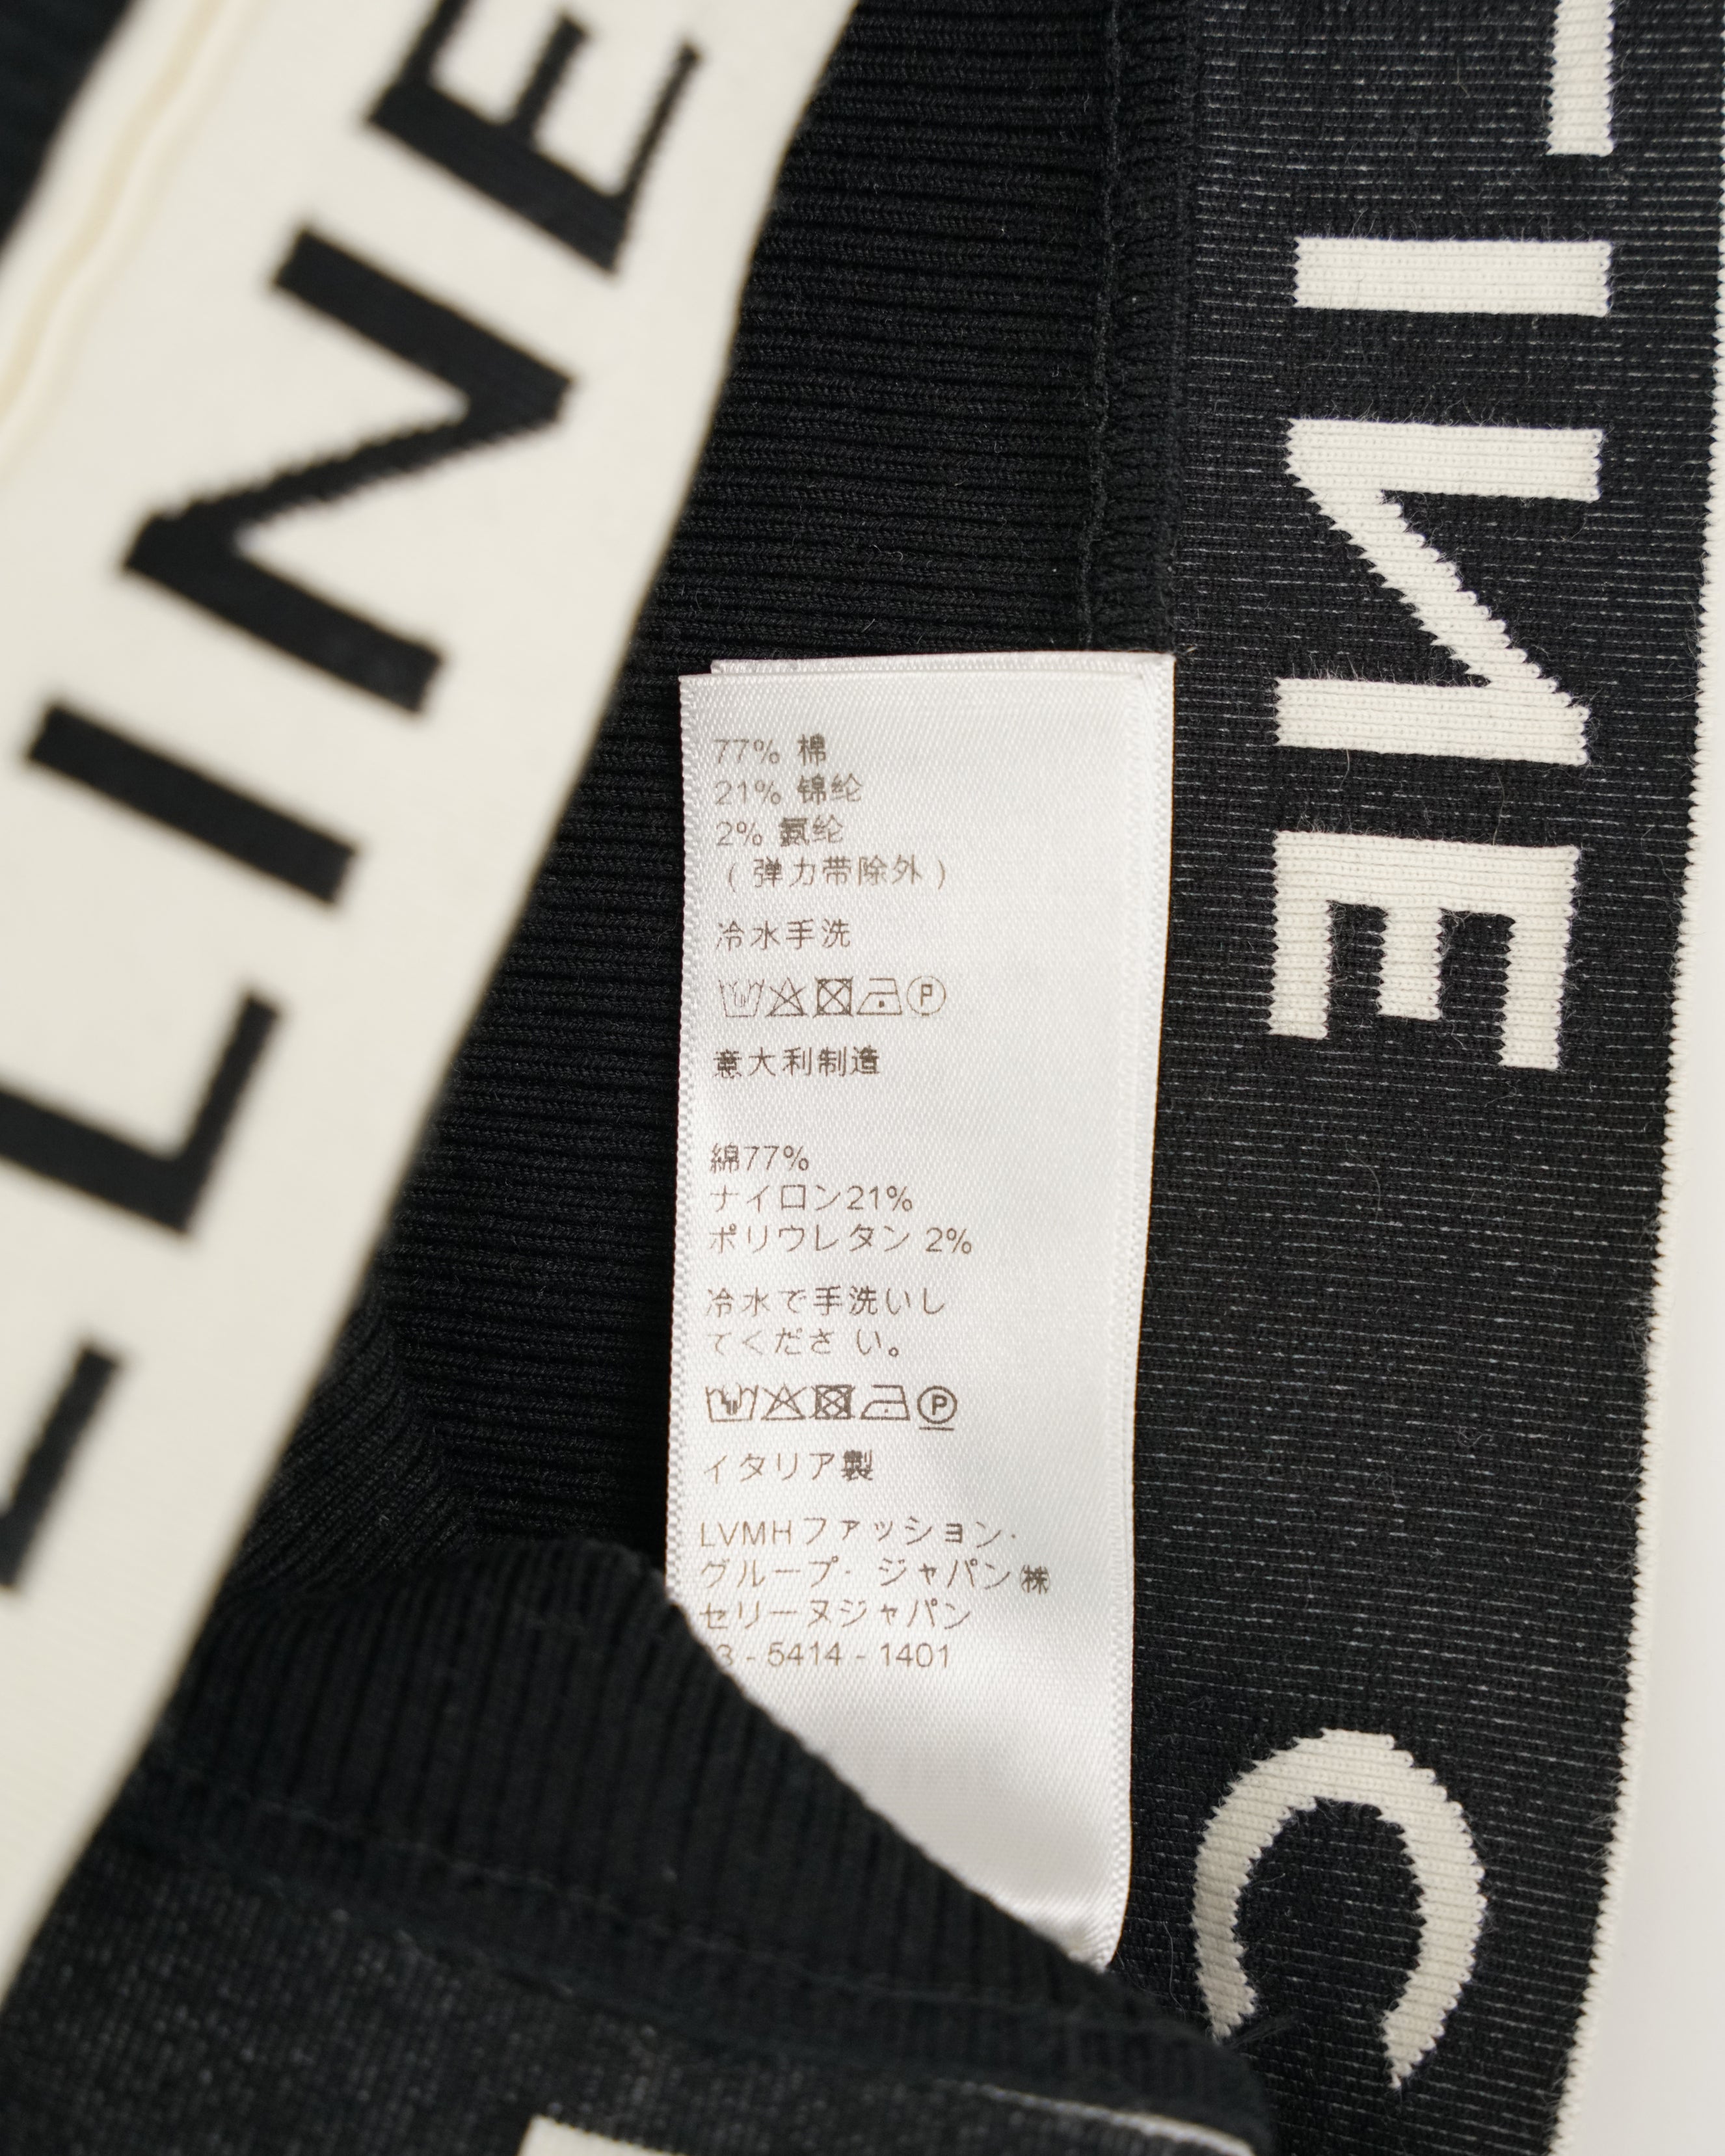 ELINE
LINE
C
77% 棉
21% 锦纶
2% 氨纶
( 弹力带除外 )
冷水手洗
P
意大利制造
綿77%
ナイロン21%
ポリウレタン 2%
冷水で手洗いし
てくださ い。
P
イタリア製
LVMHファッション·
グループ· ジャパン㈱
セリーヌジャパン
3 - 5414 - 1401